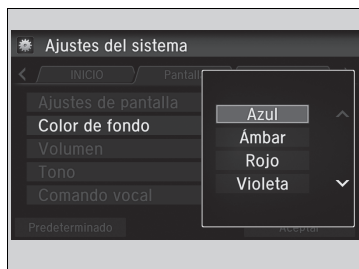 Ajustes del sistema
INICIO Pantall
Ajustes de pantalla
Color de fondo
Volumen
Tono
Comando vocal
Azul
Ámbar
Rojo
Violeta
Predeterminado Aceptar